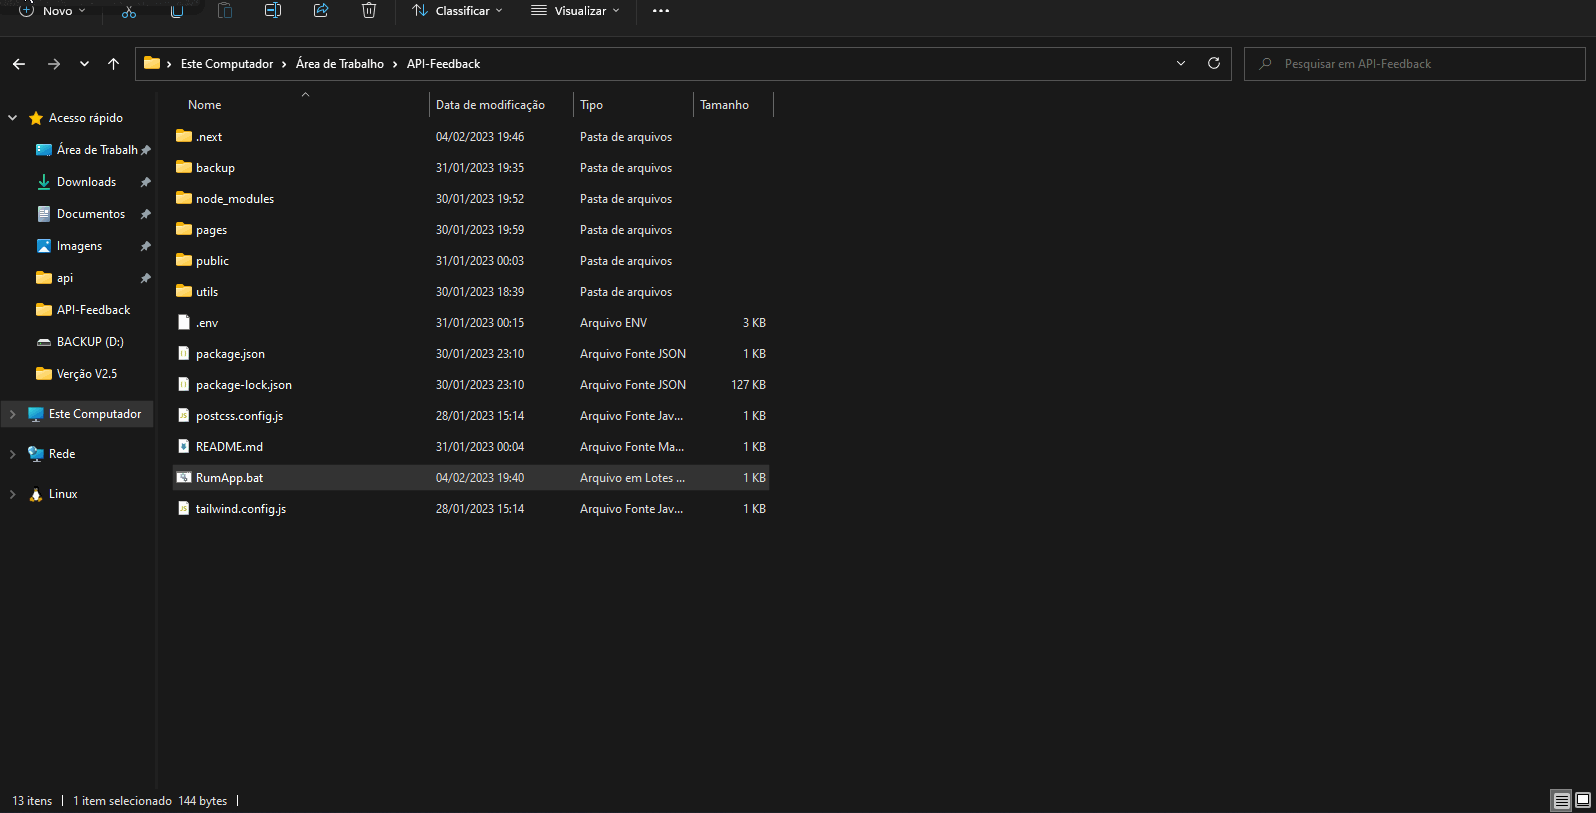 Novo Classificar Visualizar
Este Computador Área de Trabalho API-Feedback Pesquisar em API-Feedback
Acesso rápido
Área de Trabalh
Downloads
Documentos
Imagens
api
API-Feedback
BACKUP (D:)
Verção V2.5
Este Computador
Rede
Linux
Nome Data de modificação Tipo Tamanho
.next 04/02/2023 19:46 Pasta de arquivos
backup 31/01/2023 19:35 Pasta de arquivos
node_modules 30/01/2023 19:52 Pasta de arquivos
pages 30/01/2023 19:59 Pasta de arquivos
public 31/01/2023 00:03 Pasta de arquivos
utils 30/01/2023 18:39 Pasta de arquivos
.env 31/01/2023 00:15 Arquivo ENV 3 KB
package.json 30/01/2023 23:10 Arquivo Fonte JSON 1 KB
package-lock.json 30/01/2023 23:10 Arquivo Fonte JSON 127 KB
postcss.config.js 28/01/2023 15:14 Arquivo Fonte Jav... 1 KB
README.md 31/01/2023 00:04 Arquivo Fonte Ma... 1 KB
RumApp.bat 04/02/2023 19:40 Arquivo em Lotes ... 1 KB
tailwind.config.js 28/01/2023 15:14 Arquivo Fonte Jav... 1 KB
13 itens 1 item selecionado 144 bytes